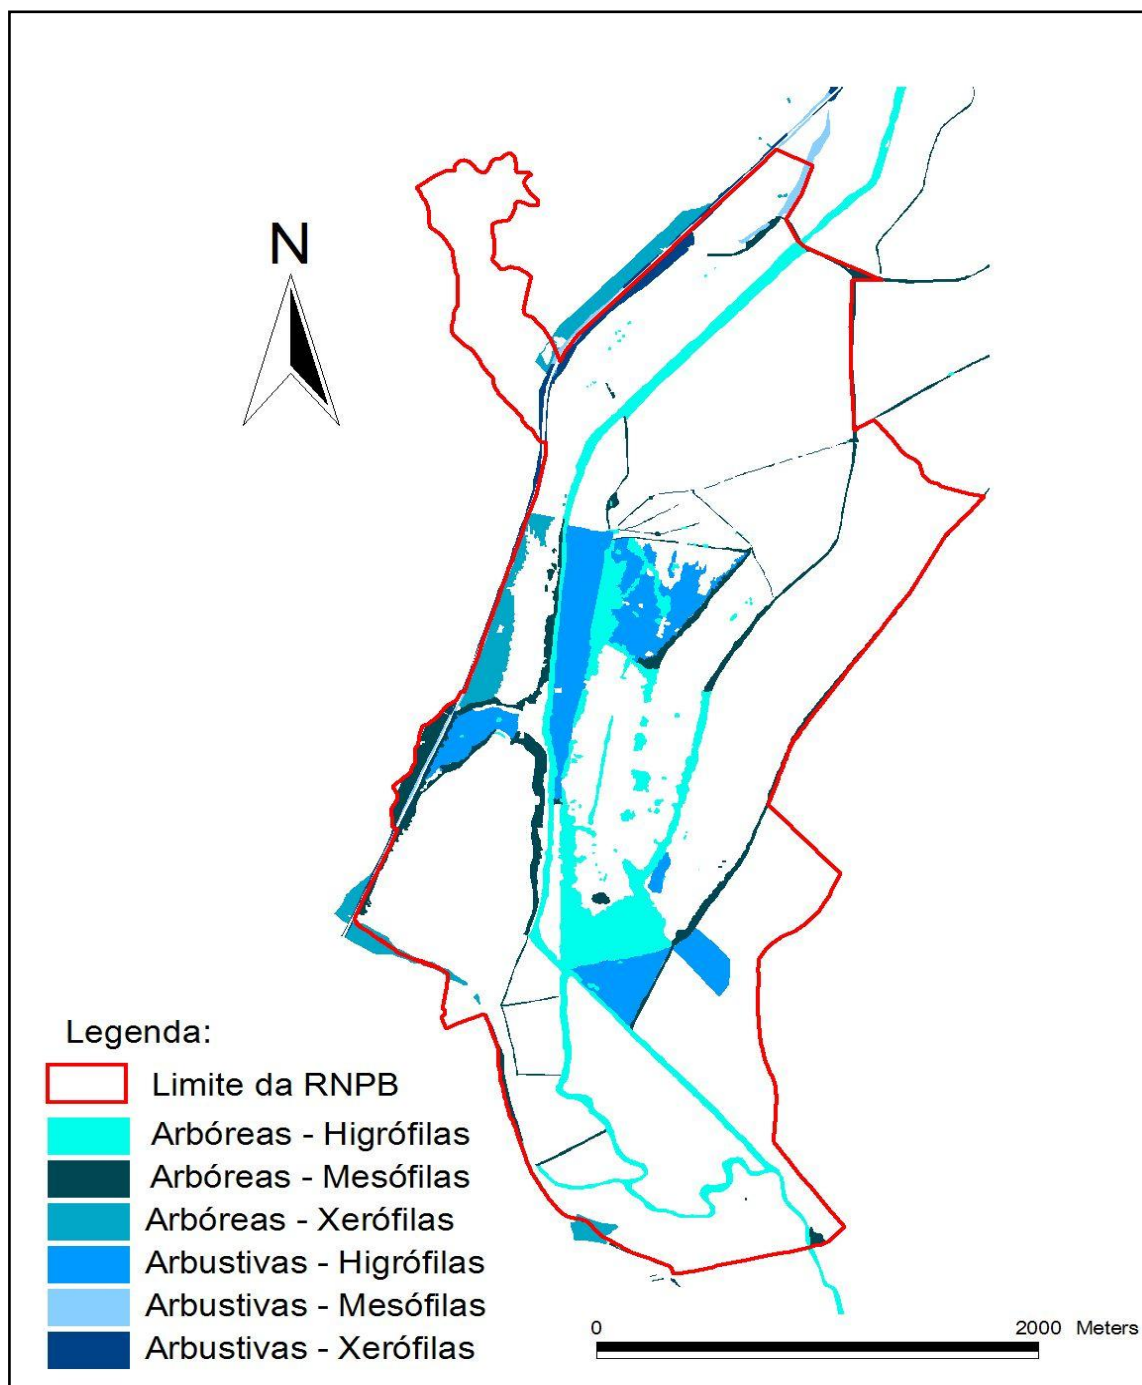 N
Legenda:
Limite da RNPB
Arbóreas - Higrófilas
Arbóreas - Mesófilas
Arbóreas - Xerófilas
Arbustivas - Higrófilas
Arbustivas - Mesófilas
Arbustivas - Xerófilas
0 2000 Meters